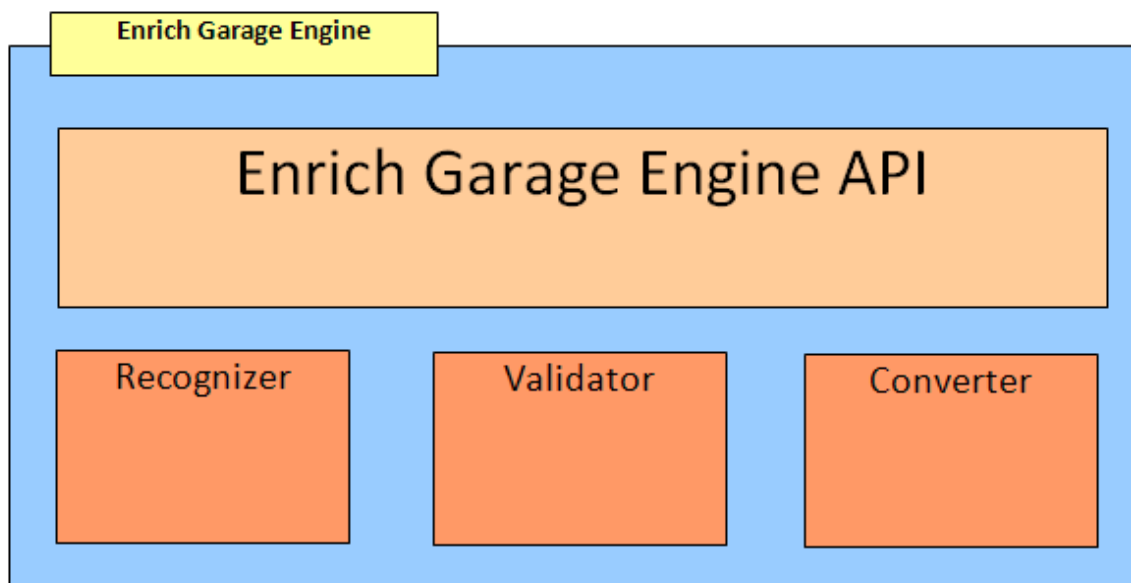 Enrich Garage Engine
Enrich Garage Engine API
Recognizer
Validator
Converter